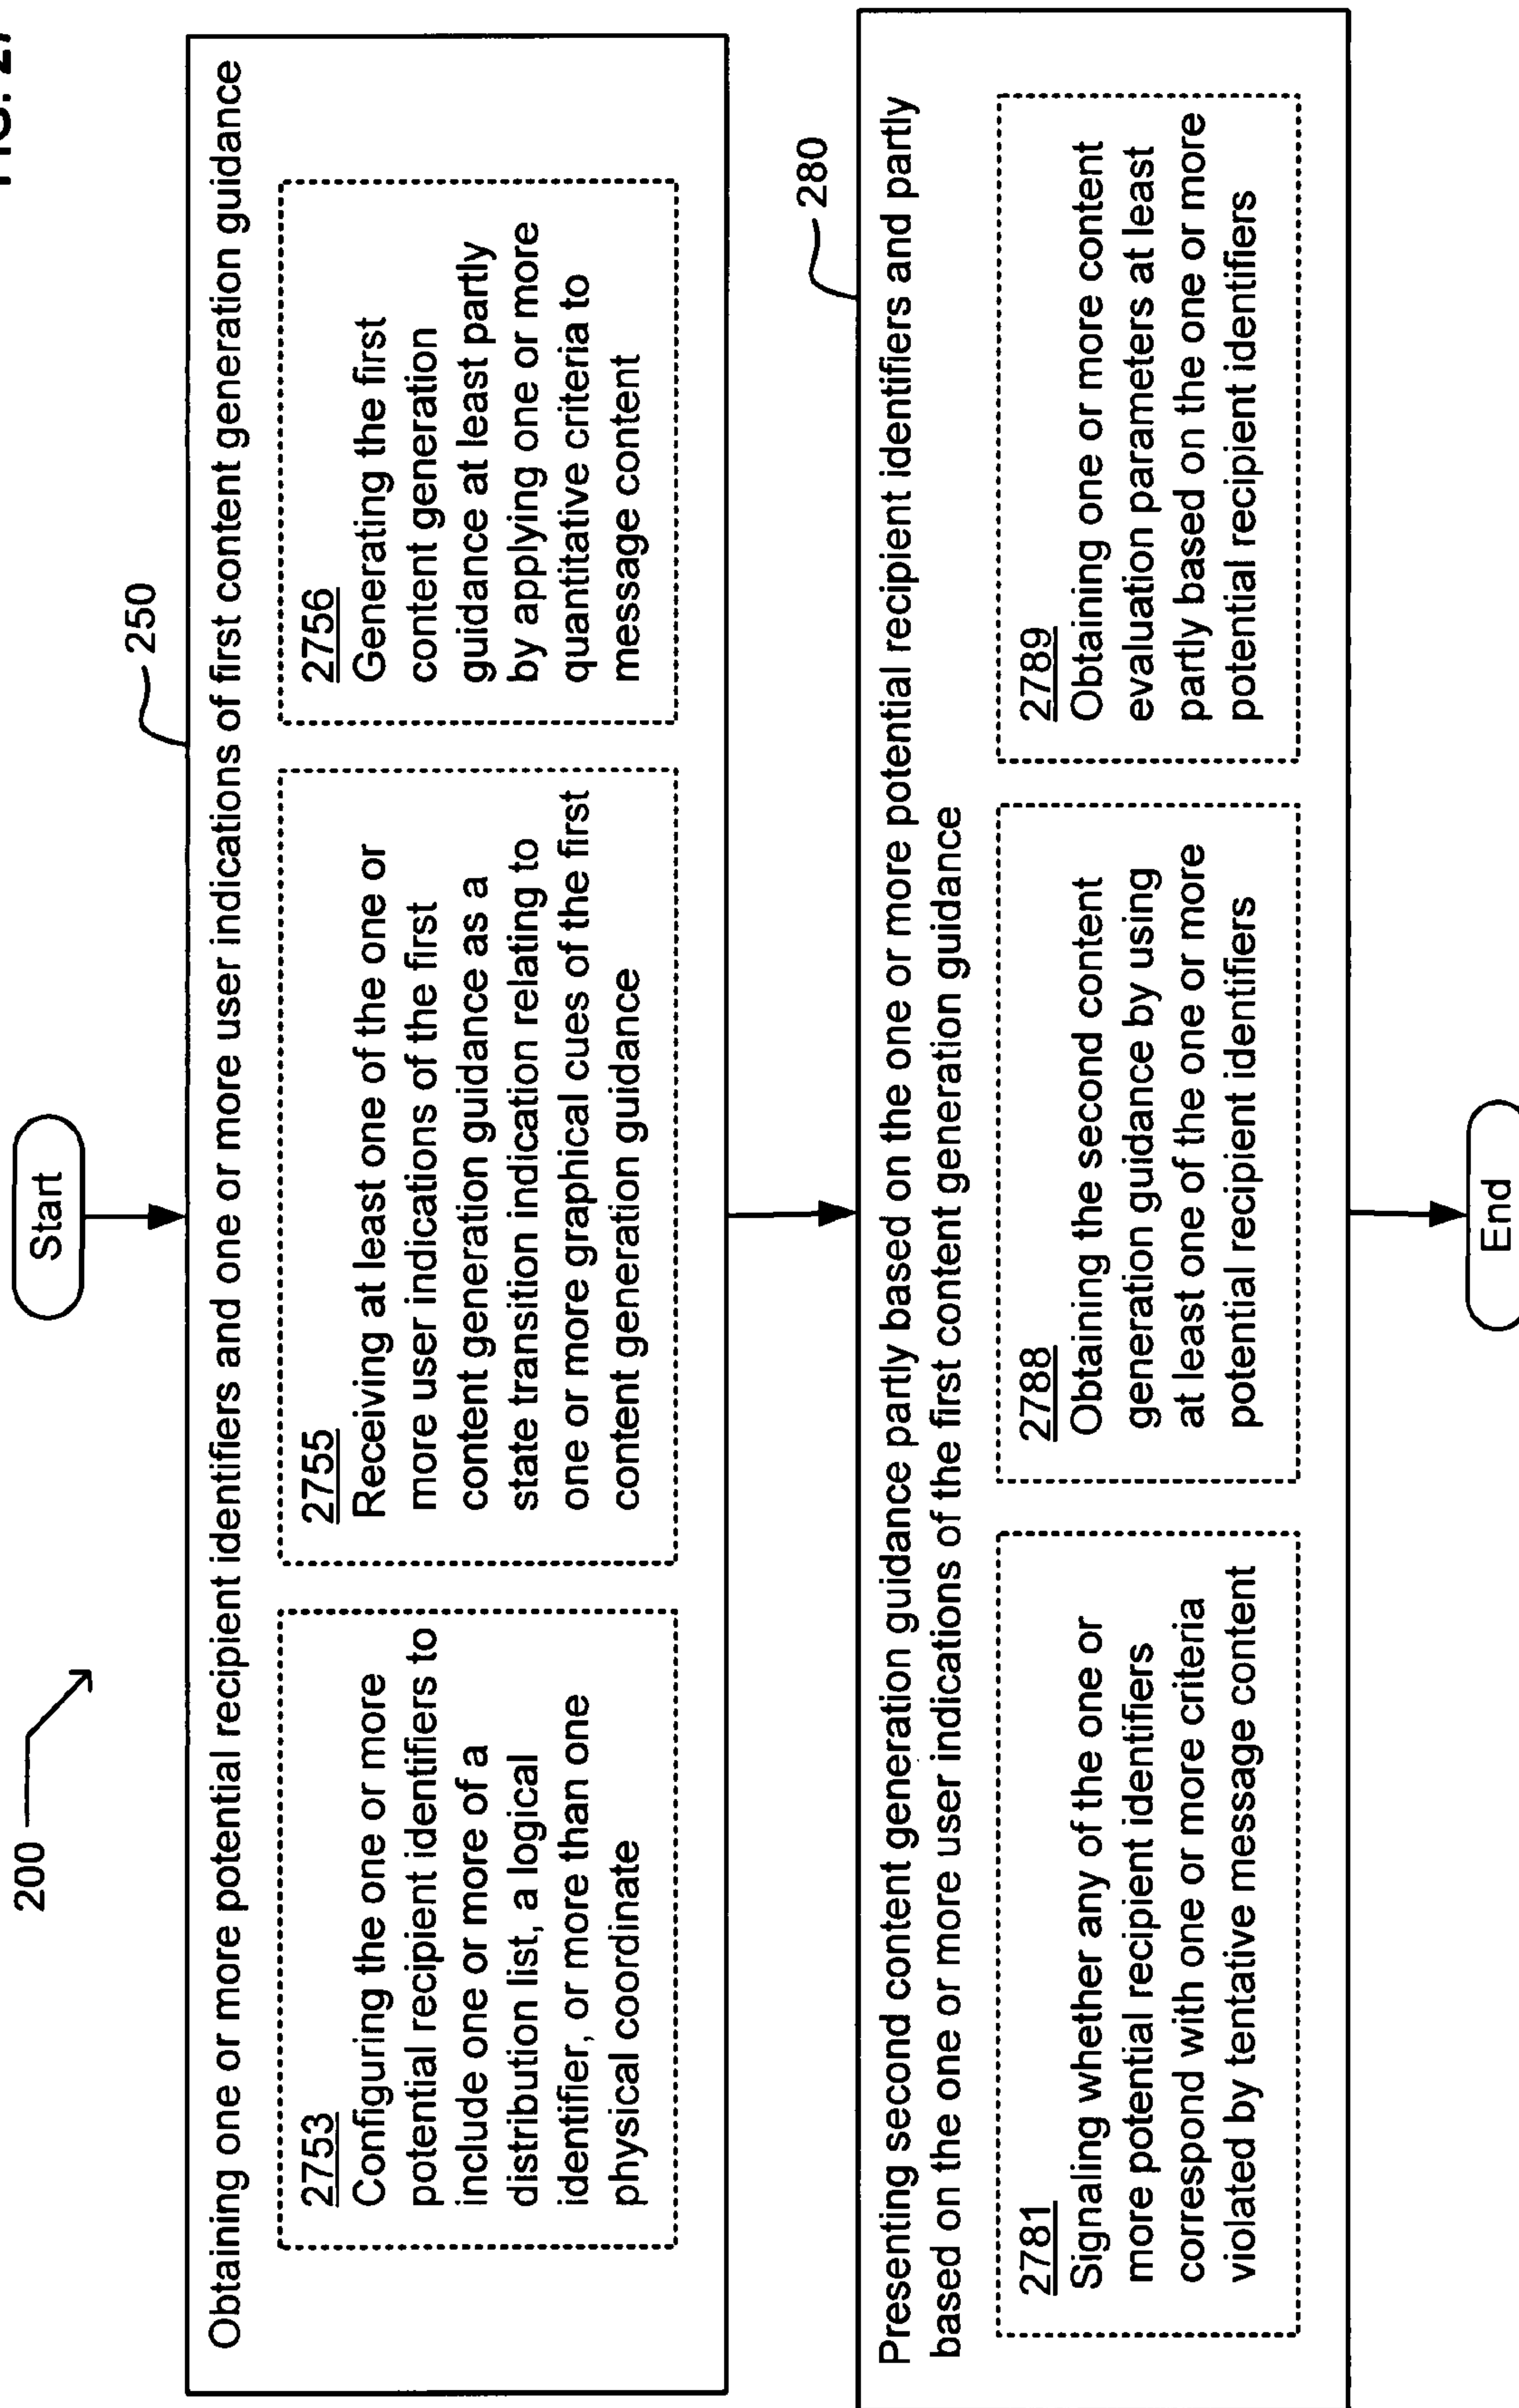 FIG. 27
200
Start
250
Obtaining one or more potential recipient identifiers and one or more user indications of first content generation guidance
2753
Configuring the one or more
potential recipient identifiers to
include one or more of a
distribution list, a logical
identifier, or more than one
physical coordinate
2755
Receiving at least one of the one or
more user indications of the first
content generation guidance as a
state transition indication relating to
one or more graphical cues of the first
content generation guidance
2756
Generating the first
content generation
guidance at least partly
by applying one or more
quantitative criteria to
message content
280
Presenting second content generation guidance partly based on the one or more potential recipient identifiers and partly
based on the one or more user indications of the first content generation guidance
2781
Signaling whether any of the one or
more potential recipient identifiers
correspond with one or more criteria
violated by tentative message content
2788
Obtaining the second content
generation guidance by using
at least one of the one or more
potential recipient identifiers
2789
Obtaining one or more content
evaluation parameters at least
partly based on the one or more
potential recipient identifiers
End